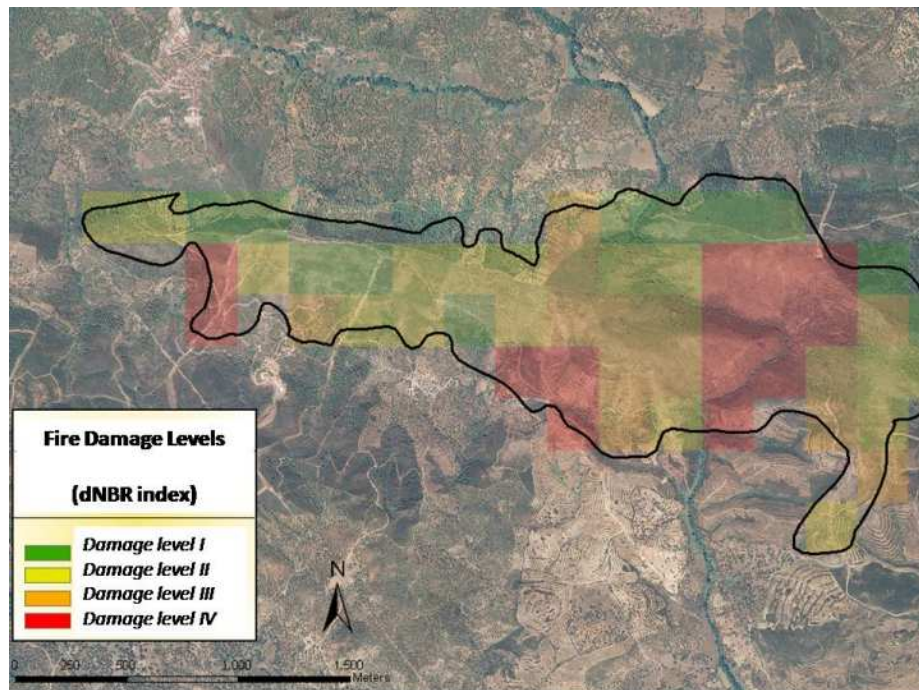 Fire Damage Levels
(dNBR index)
Damage level I
Damage level II
Damage level III
Damage level IV
N
0 250 500 1.000 1.500
Meters